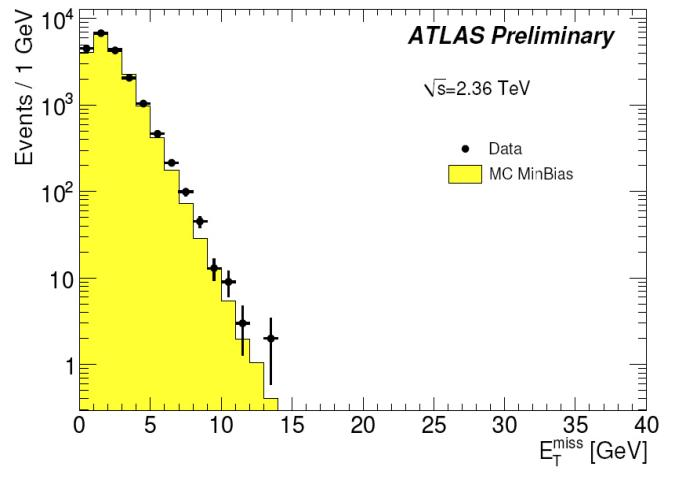 ATLAS Preliminary
√s=2.36 TeV
Data
MC MinBias
Events / 1 GeV
10⁴
10³
10²
10
1
0 5 10 15 20 25 30 35 40
E_T^miss [GeV]